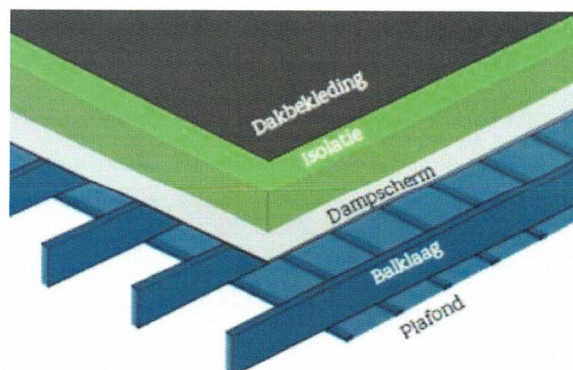 Dakbekleding
Isolatie
Dampscherm
Balklaag
Plafond